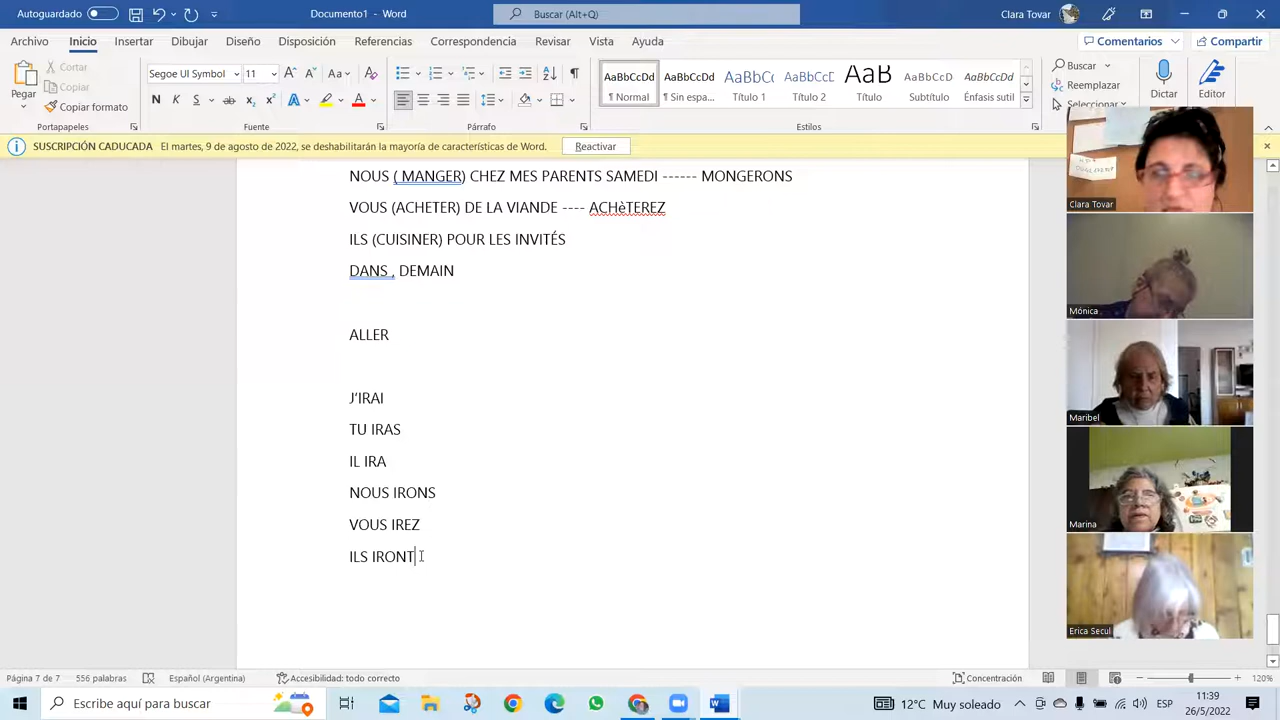 Autoguardado
Documento1 - Word
Buscar (Alt+Q)
Clara Tovar
Archivo Inicio Insertar Dibujar Diseño Disposición Referencias Correspondencia Revisar Vista Ayuda
Comentarios Compartir
Pegar
Cortar
Copiar
Copiar formato
Segoe UI Symbol 11
AaBbCcDd AaBbCcDd AaBbCc AaBbCcD AaB AaBbCcD AaBbCcDd
Normal Sin espa... Título 1 Título 2 Título Subtítulo Énfasis sutil
Buscar
Reemplazar
Seleccionar
Dictar
Editor
Portapapeles Fuente Párrafo Estilos
SUSCRIPCIÓN CADUCADA El martes, 9 de agosto de 2022, se deshabilitarán la mayoría de características de Word. Reactivar
NOUS ( MANGER) CHEZ MES PARENTS SAMEDI ------ MONGERONS
VOUS (ACHETER) DE LA VIANDE ---- ACHèTEREZ
ILS (CUISINER) POUR LES INVITÉS
DANS , DEMAIN
ALLER
J'IRAI
TU IRAS
IL IRA
NOUS IRONS
VOUS IREZ
ILS IRONT
Clara Tovar
Mónica
Maribel
Marina
Erica Secul
Página 7 de 7 556 palabras Español (Argentina) Accesibilidad: todo correcto Concentración 120%
Escribe aquí para buscar
12°C Muy soleado
ESP
11:39
26/5/2022